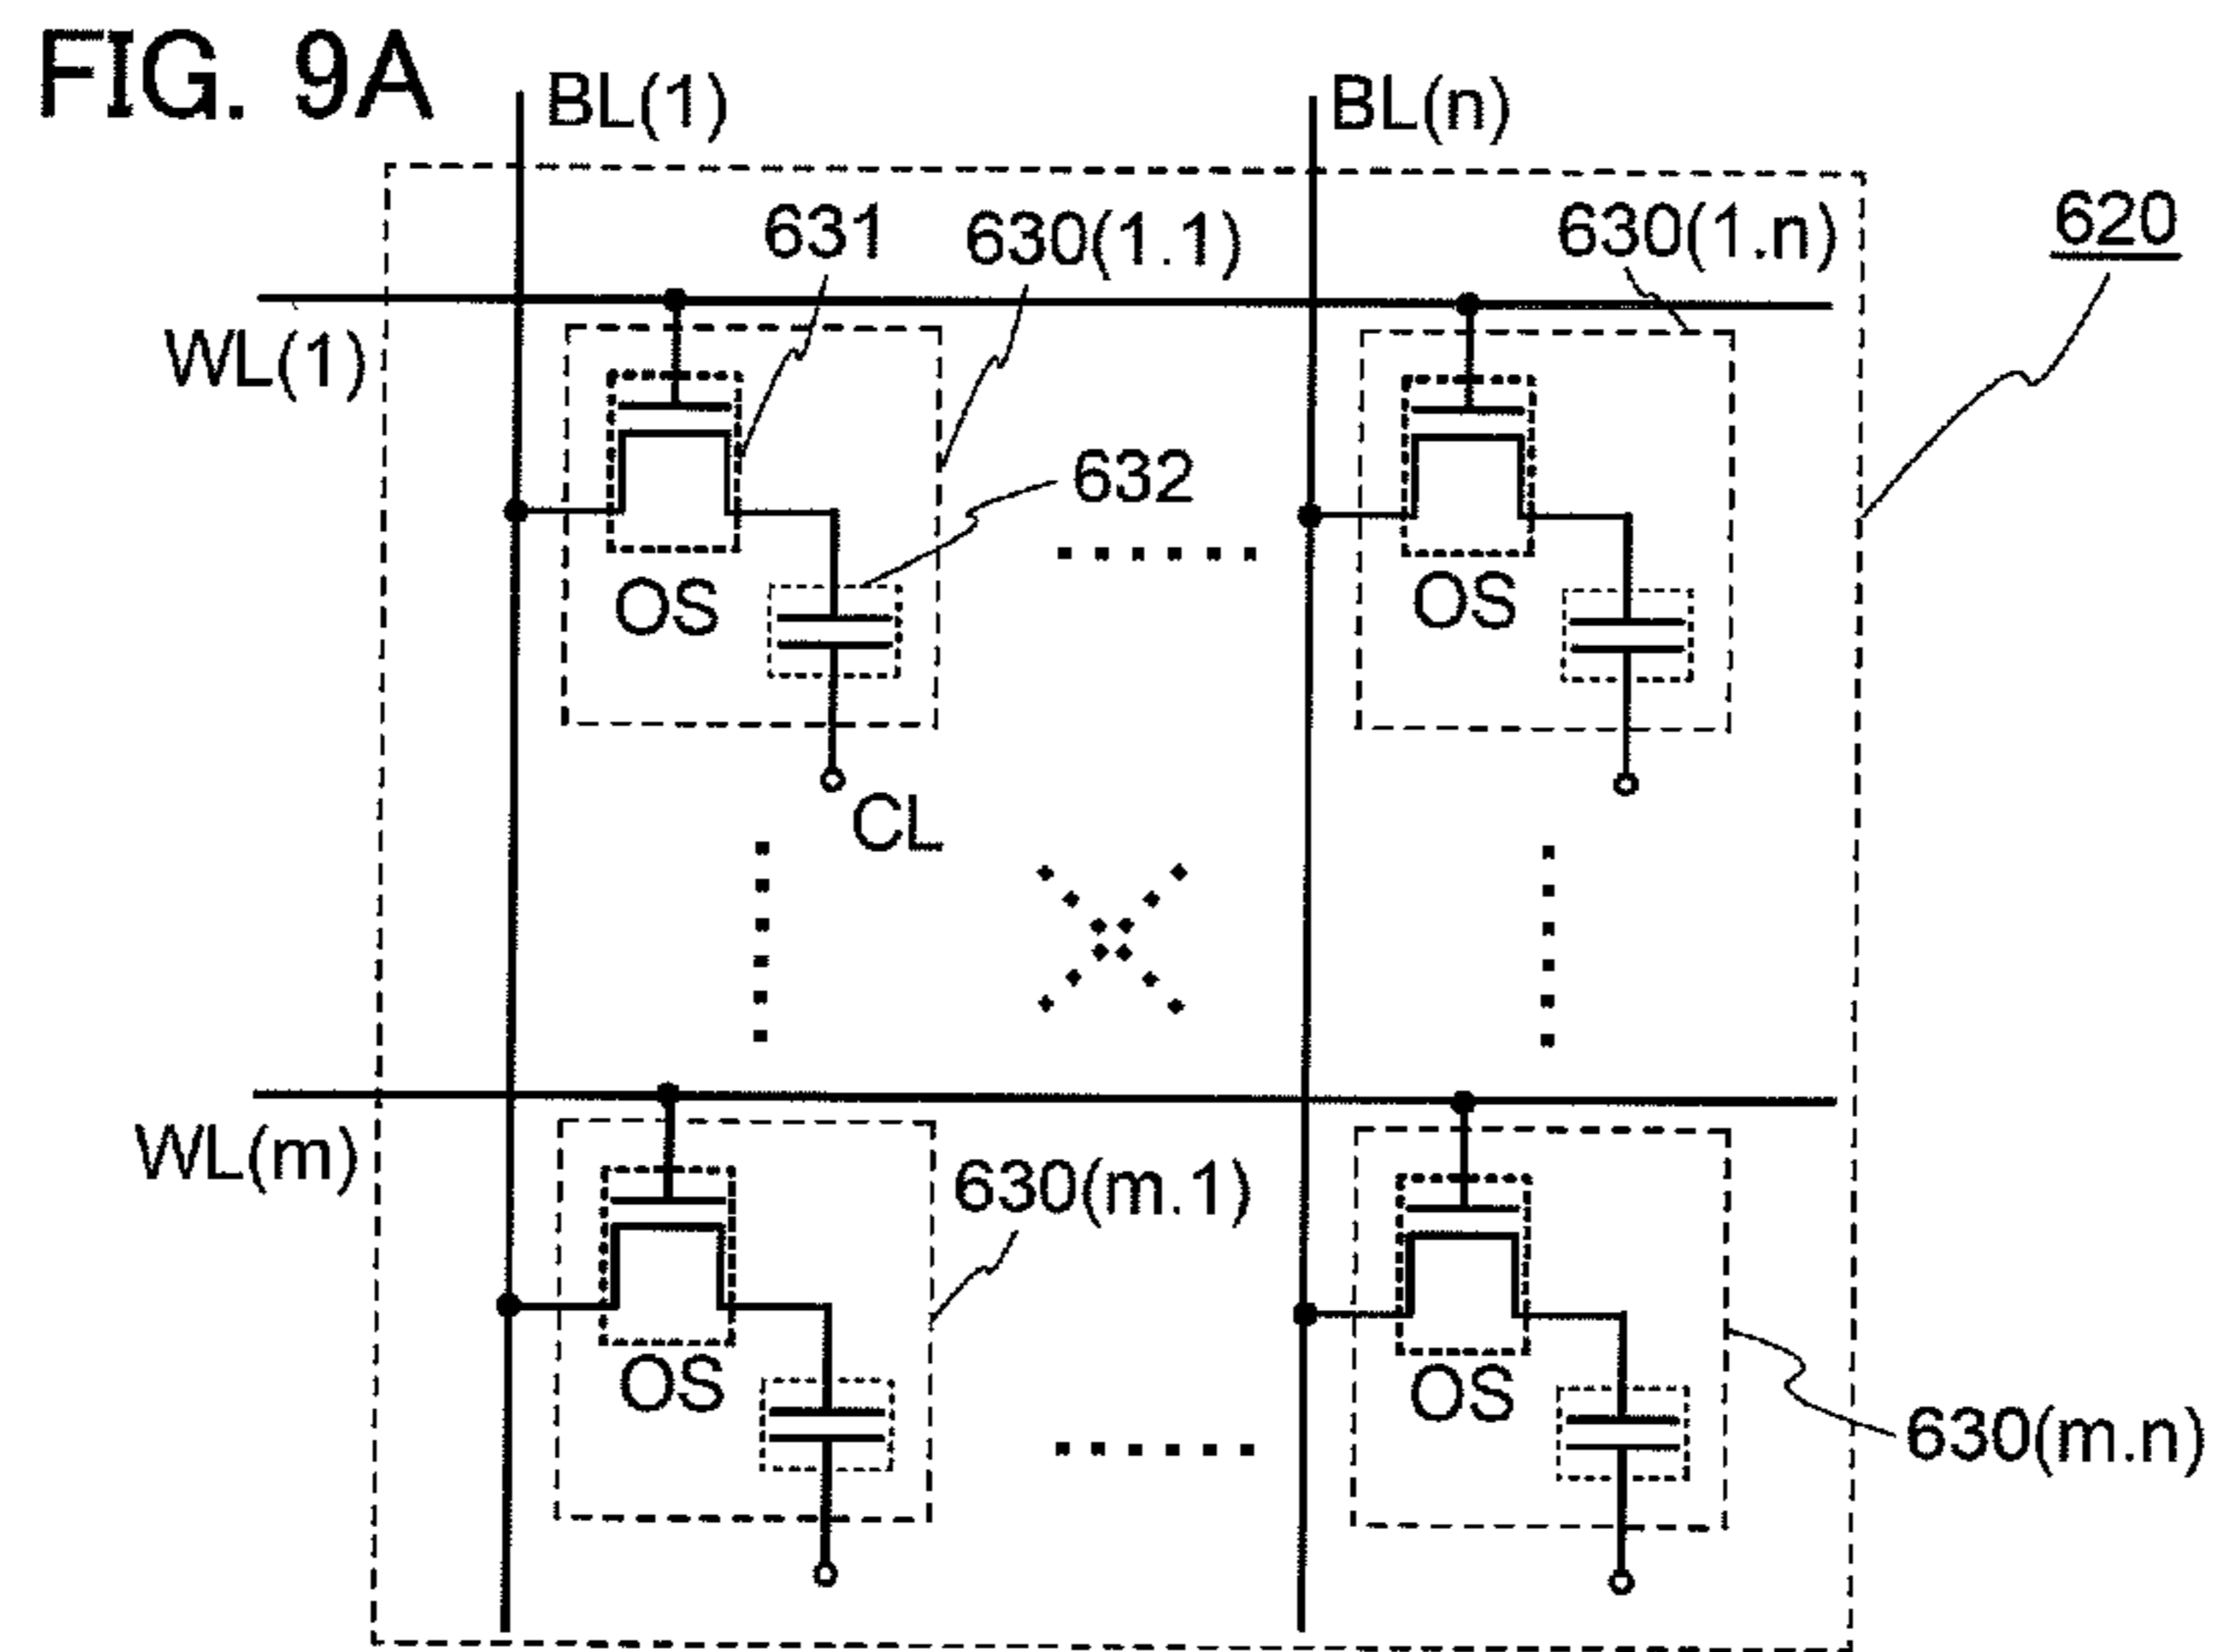 FIG. 9A
BL(1)
BL(n)
631
630(1.1)
630(1.n)
620
WL(1)
632
OS
OS
CL
WL(m)
630(m.1)
OS
OS
630(m.n)